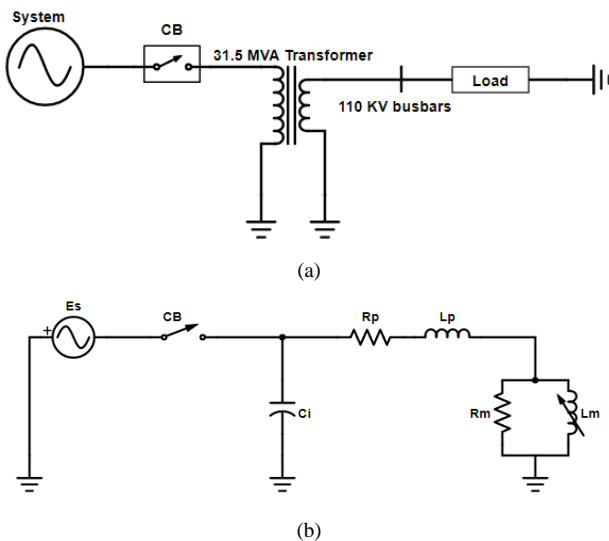 System
CB
31.5 MVA Transformer
Load
110 KV busbars
(a)
Es
CB
Rp
Lp
+
Ci
Rm
Lm
(b)